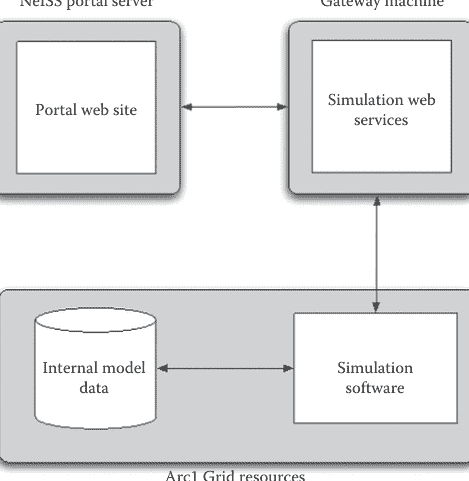 NeISS portal server
Gateway machine
Portal web site
Simulation web
services
Internal model
data
Simulation
software
Arc1 Grid resources